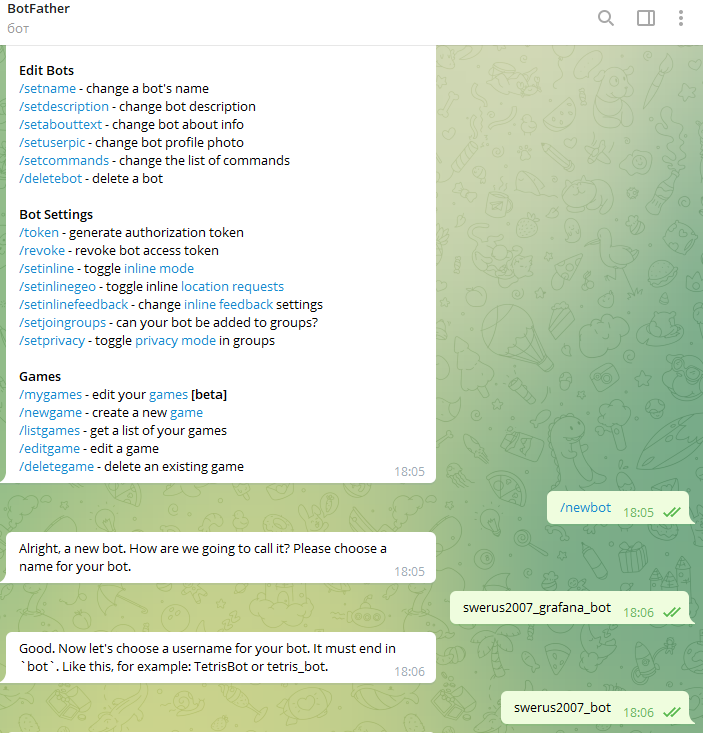 BotFather
бот
Edit Bots
/setname - change a bot's name
/setdescription - change bot description
/setabouttext - change bot about info
/setuserpic - change bot profile photo
/setcommands - change the list of commands
/deletebot - delete a bot
Bot Settings
/token - generate authorization token
/revoke - revoke bot access token
/setinline - toggle inline mode
/setinlinegeo - toggle inline location requests
/setinlinefeedback - change inline feedback settings
/setjoingroups - can your bot be added to groups?
/setprivacy - toggle privacy mode in groups
Games
/mygames - edit your games [beta]
/newgame - create a new game
/listgames - get a list of your games
/editgame - edit a game
/deletegame - delete an existing game
18:05
/newbot 18:05
Alright, a new bot. How are we going to call it? Please choose a
name for your bot.
18:05
swerus2007_grafana_bot 18:06
Good. Now let's choose a username for your bot. It must end in
`bot`. Like this, for example: TetrisBot or tetris_bot.
18:06
swerus2007_bot 18:06